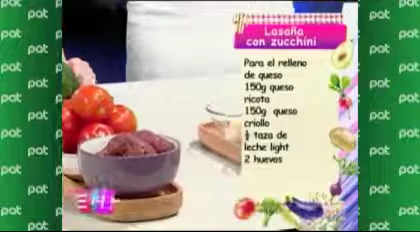 Lasaña
con zucchini
Para el relleno
de queso
150g queso
ricota
150g queso
criollo
½ taza de
leche light
2 huevos
pat